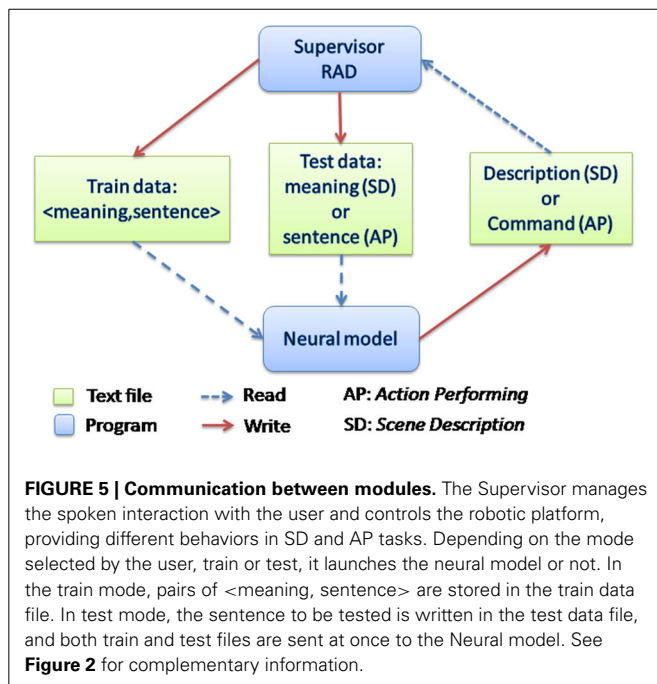 Supervisor
RAD
Train data:
<meaning,sentence>
Test data:
meaning (SD)
or
sentence (AP)
Description (SD)
or
Command (AP)
Neural model
Text file
Read
AP: Action Performing
Program
Write
SD: Scene Description
FIGURE 5 | Communication between modules. The Supervisor manages
the spoken interaction with the user and controls the robotic platform,
providing different behaviors in SD and AP tasks. Depending on the mode
selected by the user, train or test, it launches the neural model or not. In
the train mode, pairs of <meaning, sentence> are stored in the train data
file. In test mode, the sentence to be tested is written in the test data file,
and both train and test files are sent at once to the Neural model. See
Figure 2 for complementary information.